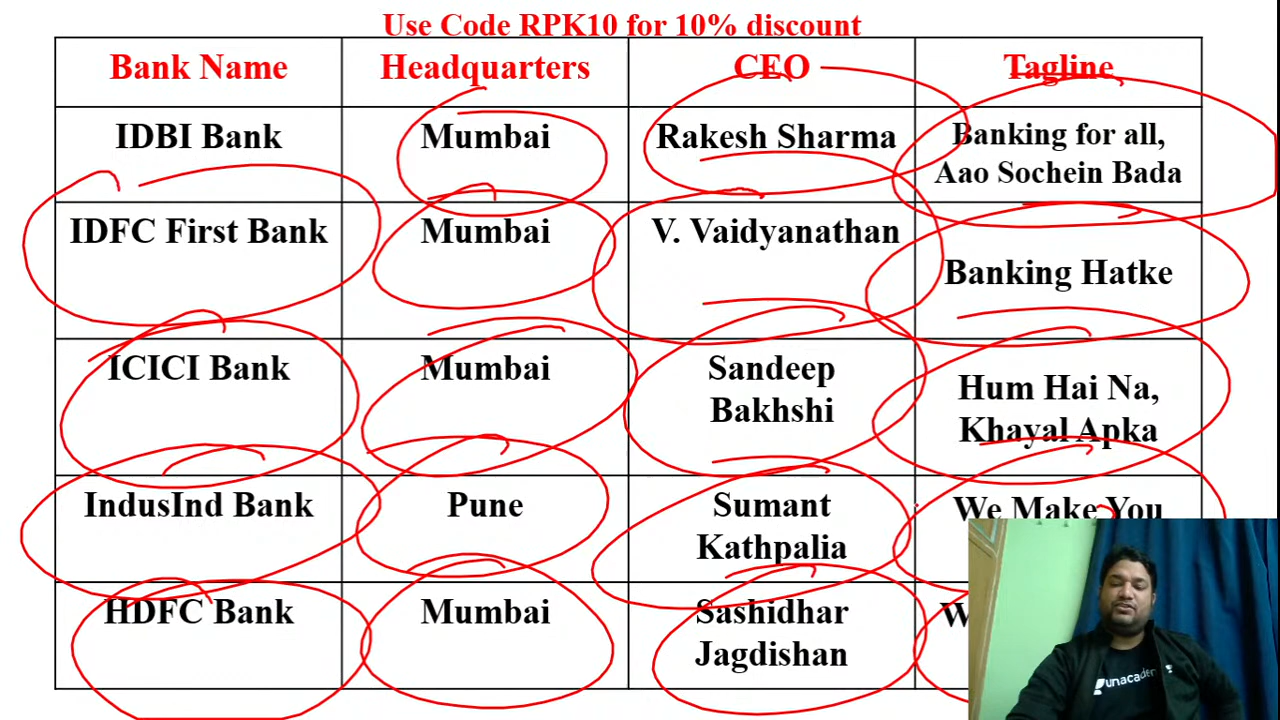 Use Code RPK10 for 10% discount
Bank Name Headquarters CEO Tagline
IDBI Bank Mumbai Rakesh Sharma Banking for all,
Aao Sochein Bada
IDFC First Bank Mumbai V. Vaidyanathan
Banking Hatke
ICICI Bank Mumbai Sandeep
Bakhshi
Hum Hai Na,
Khayal Apka
IndusInd Bank Pune Sumant
Kathpalia
We Make You
HDFC Bank Mumbai Sashidhar
Jagdishan